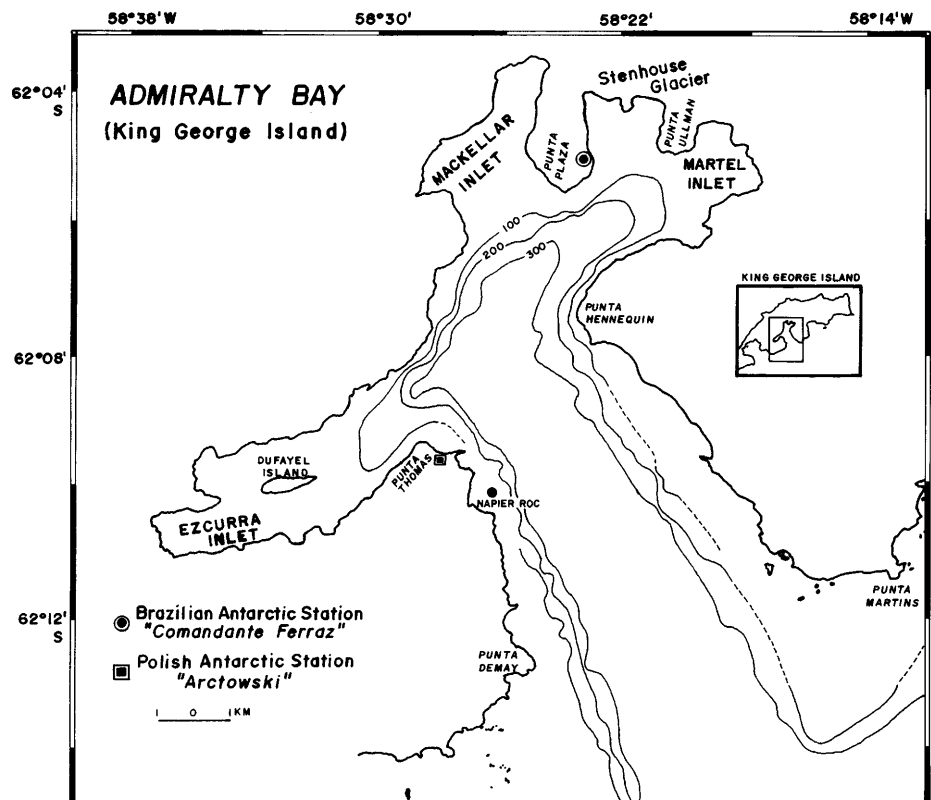 58°38'W
58°30'
58°22'
58°14'W
62°04'
S
ADMIRALTY BAY
(King George Island)
Stenhouse
Glacier
MACKELLAR
INLET
PUNTA
PLAZA
PUNTA
ULLMAN
MARTEL
INLET
100
200
300
KING GEORGE ISLAND
PUNTA
HENNEQUIN
62°08'
DUFAYEL
ISLAND
PUNTA
THOMAS
NAPIER ROC
EZCURRA
INLET
PUNTA
MARTINS
62°12'
S
Brazilian Antarctic Station
"Comandante Ferraz"
Polish Antarctic Station
"Arctowski"
PUNTA
DEMAY
1 0 1KM